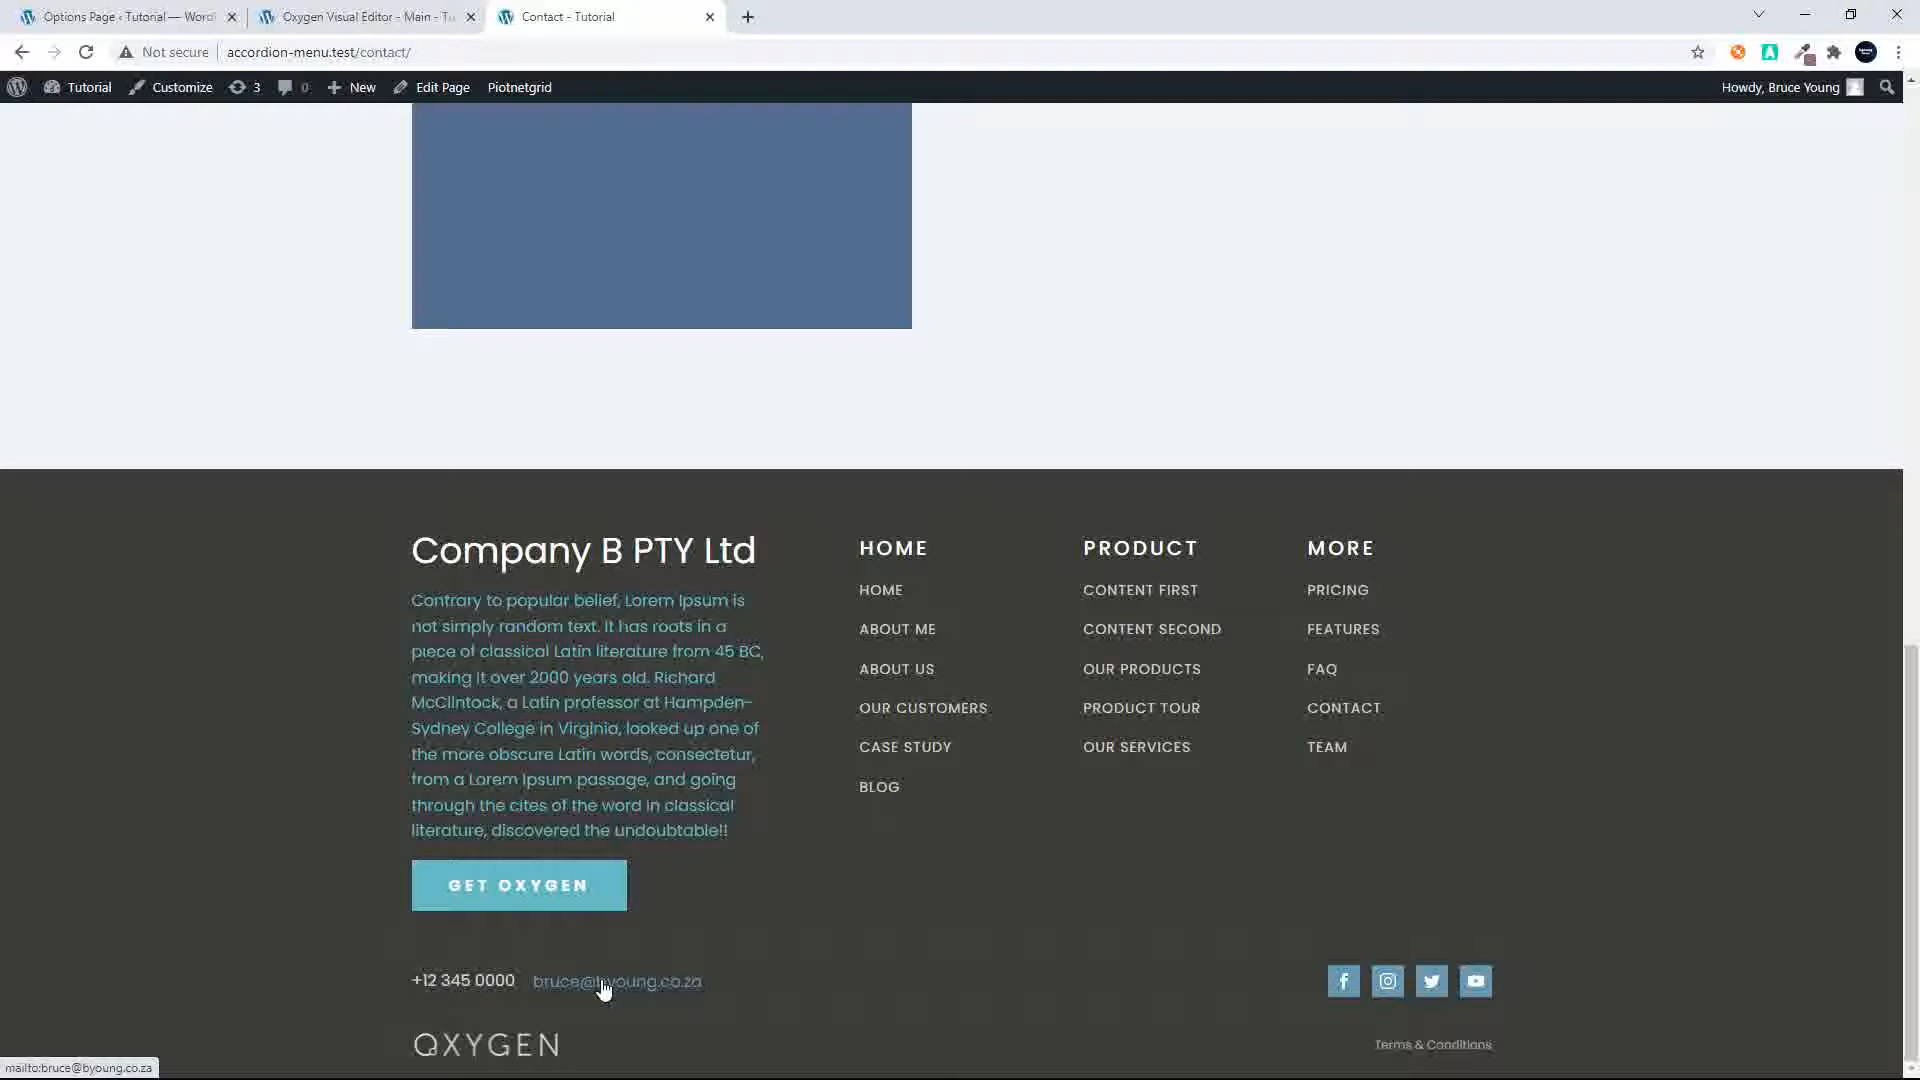 Options Page ‹ Tutorial — Word
Oxygen Visual Editor - Main - Tu
Contact - Tutorial
Not secure
accordion-menu.test/contact/
Tutorial
Customize
3
0
New
Edit Page
Piotnetgrid
Howdy, Bruce Young
Company B PTY Ltd
Contrary to popular belief, Lorem Ipsum is
not simply random text. It has roots in a
piece of classical Latin literature from 45 BC,
making it over 2000 years old. Richard
McClintock, a Latin professor at Hampden-
Sydney College in Virginia, looked up one of
the more obscure Latin words, consectetur,
from a Lorem Ipsum passage, and going
through the cites of the word in classical
literature, discovered the undoubtable!!
GET OXYGEN
HOME
HOME
ABOUT ME
ABOUT US
OUR CUSTOMERS
CASE STUDY
BLOG
PRODUCT
CONTENT FIRST
CONTENT SECOND
OUR PRODUCTS
PRODUCT TOUR
OUR SERVICES
MORE
PRICING
FEATURES
FAQ
CONTACT
TEAM
+12 345 0000
bruce@byoung.co.za
OXYGEN
Terms & Conditions
mailto:bruce@byoung.co.za